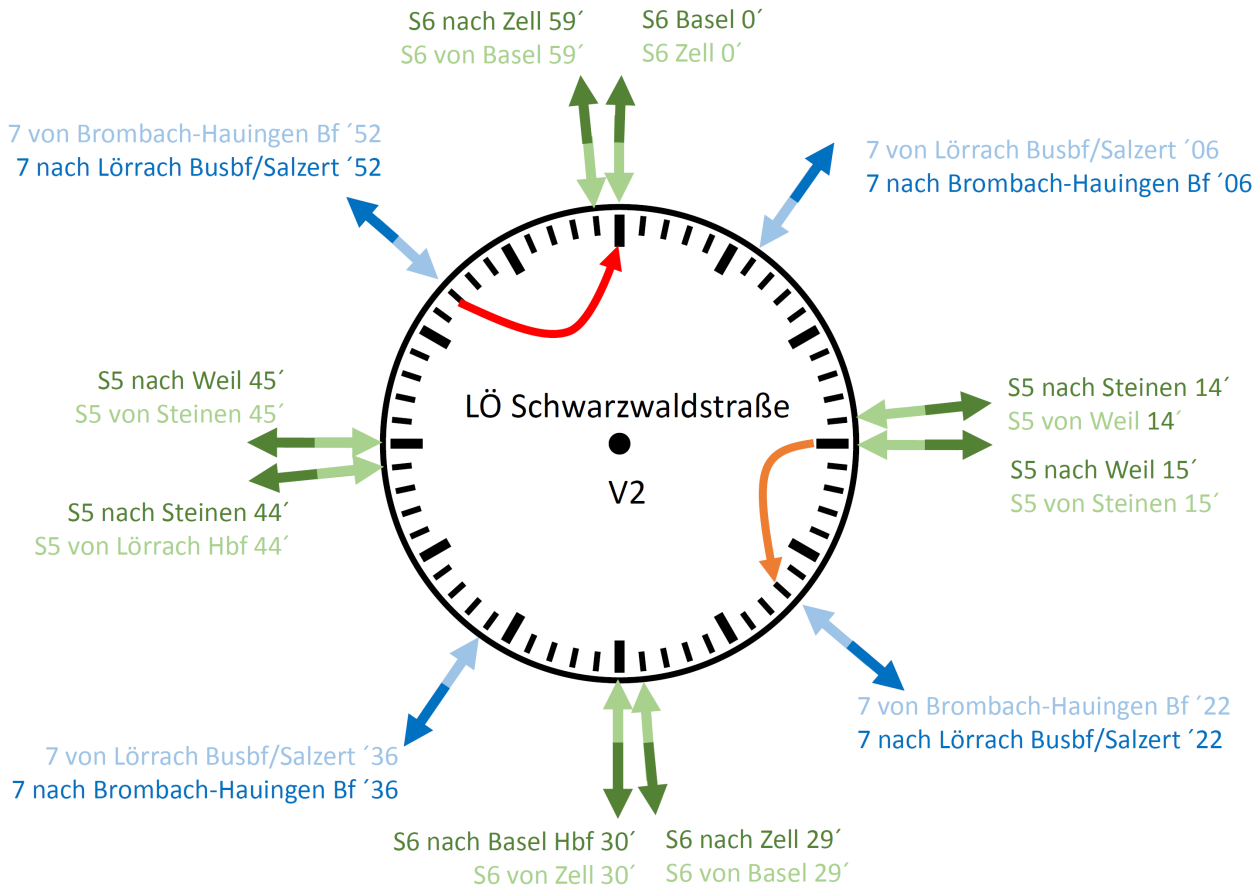 S6 nach Zell 59´
S6 von Basel 59´
S6 Basel 0´
S6 Zell 0´
7 von Brombach-Hauingen Bf ´52
7 nach Lörrach Busbf/Salzert ´52
7 von Lörrach Busbf/Salzert ´06
7 nach Brombach-Hauingen Bf ´06
S5 nach Weil 45´
S5 von Steinen 45´
S5 nach Steinen 44´
S5 von Lörrach Hbf 44´
LÖ Schwarzwaldstraße
V2
S5 nach Steinen 14´
S5 von Weil 14´
S5 nach Weil 15´
S5 von Steinen 15´
7 von Lörrach Busbf/Salzert ´36
7 nach Brombach-Hauingen Bf ´36
7 von Brombach-Hauingen Bf ´22
7 nach Lörrach Busbf/Salzert ´22
S6 nach Basel Hbf 30´
S6 von Zell 30´
S6 nach Zell 29´
S6 von Basel 29´